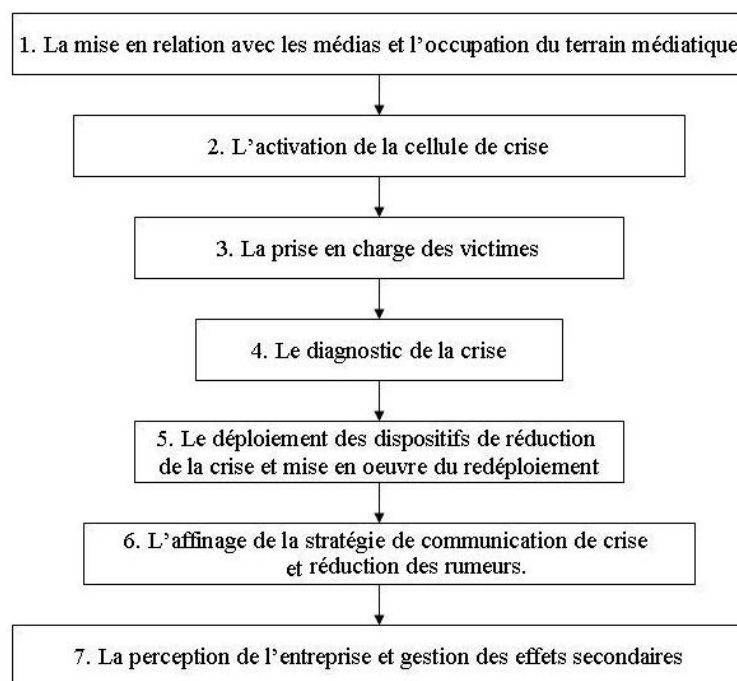 1. La mise en relation avec les médias et l’occupation du terrain médiatique
2. L’activation de la cellule de crise
3. La prise en charge des victimes
4. Le diagnostic de la crise
5. Le déploiement des dispositifs de réduction
de la crise et mise en oeuvre du redéploiement
6. L’affinage de la stratégie de communication de crise
et réduction des rumeurs.
7. La perception de l’entreprise et gestion des effets secondaires